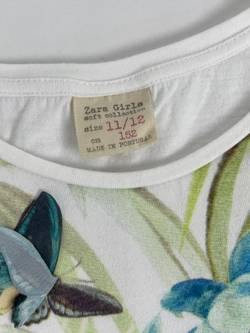 Zara Girls
soft collection
size 11/12
cm 152
MADE IN PORTUGAL